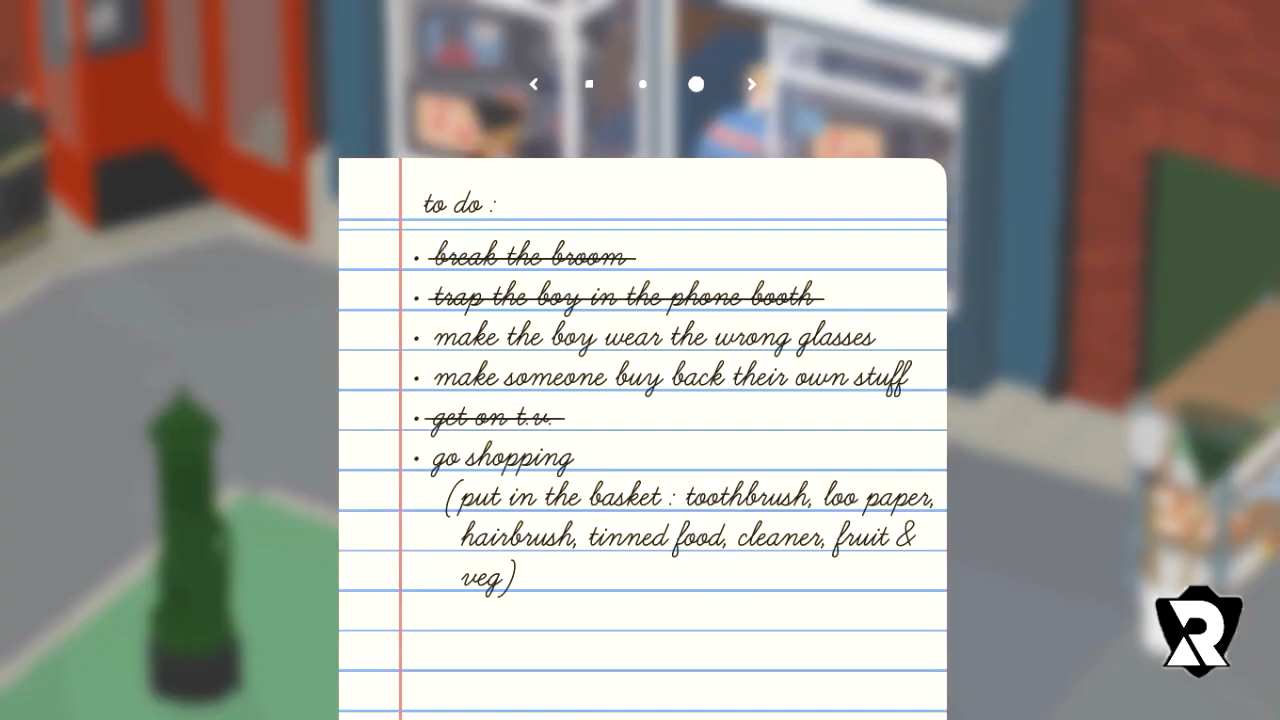 to do :
• break the broom
• trap the boy in the phone booth
• make the boy wear the wrong glasses
• make someone buy back their own stuff
• get on t.v.
• go shopping
(put in the basket : toothbrush, loo paper,
hairbrush, tinned food, cleaner, fruit &
veg)
R